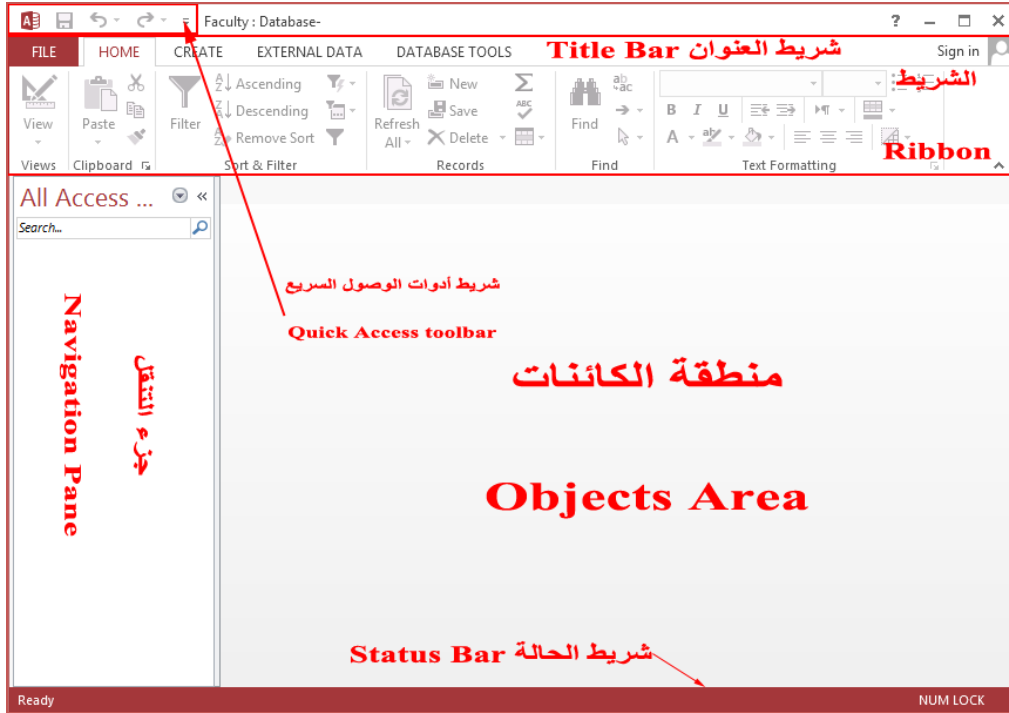 Faculty : Database-
FILE HOME CREATE EXTERNAL DATA DATABASE TOOLS Title Bar شريط العنوان Sign in
الشريط
Ascending New
View Paste Filter Descending Refresh All Save Find
Remove Sort Delete
Ribbon
Views Clipboard Sort & Filter Records Find Text Formatting
All Access ...
Search...
شريط أدوات الوصول السريع
Quick Access toolbar
Navigation Pane
جزء التنقل
منطقة الكائنات
Objects Area
Status Bar شريط الحالة
Ready NUM LOCK